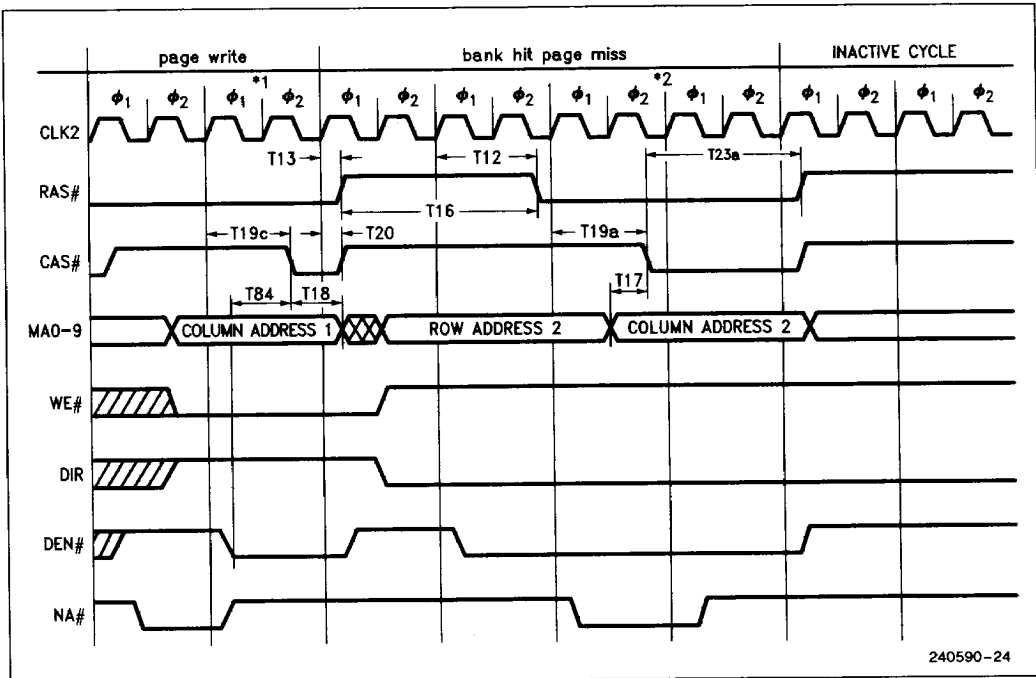 page write bank hit page miss INACTIVE CYCLE
*1 *2
ϕ1 ϕ2 ϕ1 ϕ2 ϕ1 ϕ2 ϕ1 ϕ2 ϕ1 ϕ2 ϕ1 ϕ2 ϕ1 ϕ2 ϕ1 ϕ2
CLK2
T13 T12 T23a
RAS#
T16
T19c T20 T19a
CAS#
T84 T18 T17
MA0-9 COLUMN ADDRESS 1 ROW ADDRESS 2 COLUMN ADDRESS 2
WE#
DIR
DEN#
NA#
240590-24